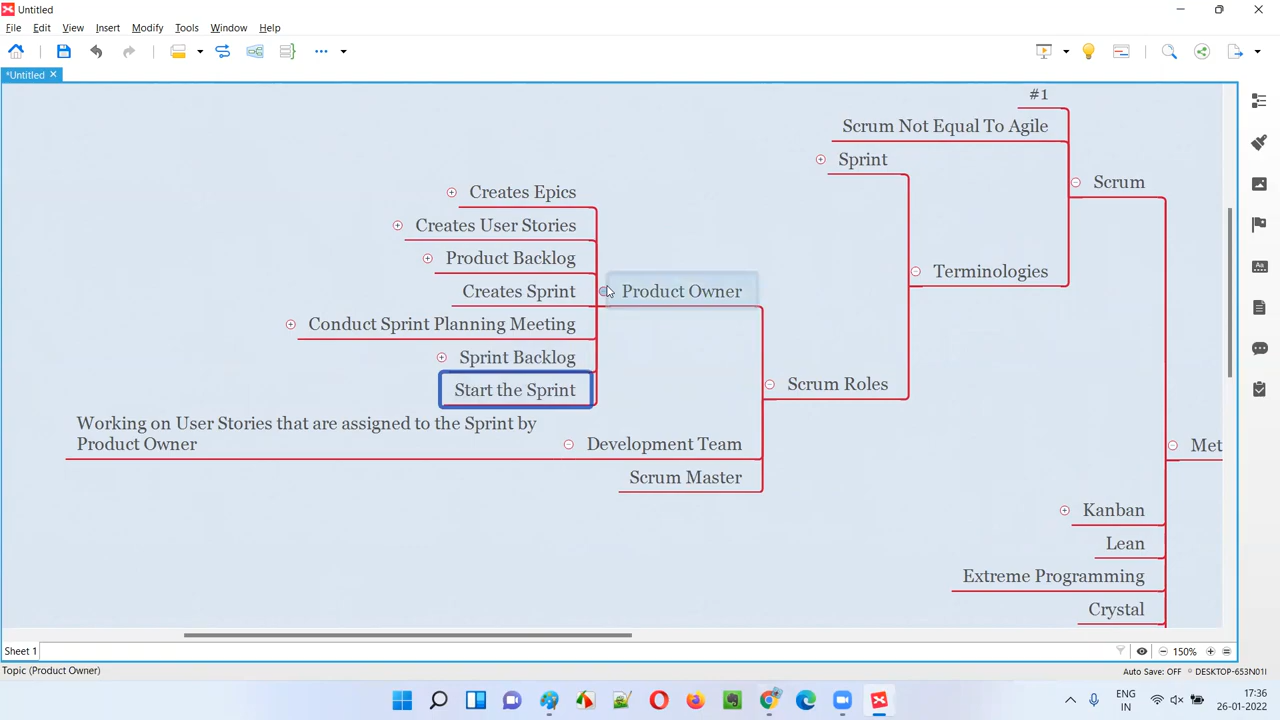 Untitled
File Edit View Insert Modify Tools Window Help
*Untitled
#1
Scrum Not Equal To Agile
Sprint
Scrum
Creates Epics
Creates User Stories
Product Backlog
Terminologies
Creates Sprint
Product Owner
Conduct Sprint Planning Meeting
Sprint Backlog
Start the Sprint
Scrum Roles
Working on User Stories that are assigned to the Sprint by
Product Owner
Development Team
Met
Scrum Master
Kanban
Lean
Extreme Programming
Crystal
Sheet 1
150%
Topic (Product Owner)
Auto Save: OFF
DESKTOP-653N01I
ENG
IN
17:36
26-01-2022